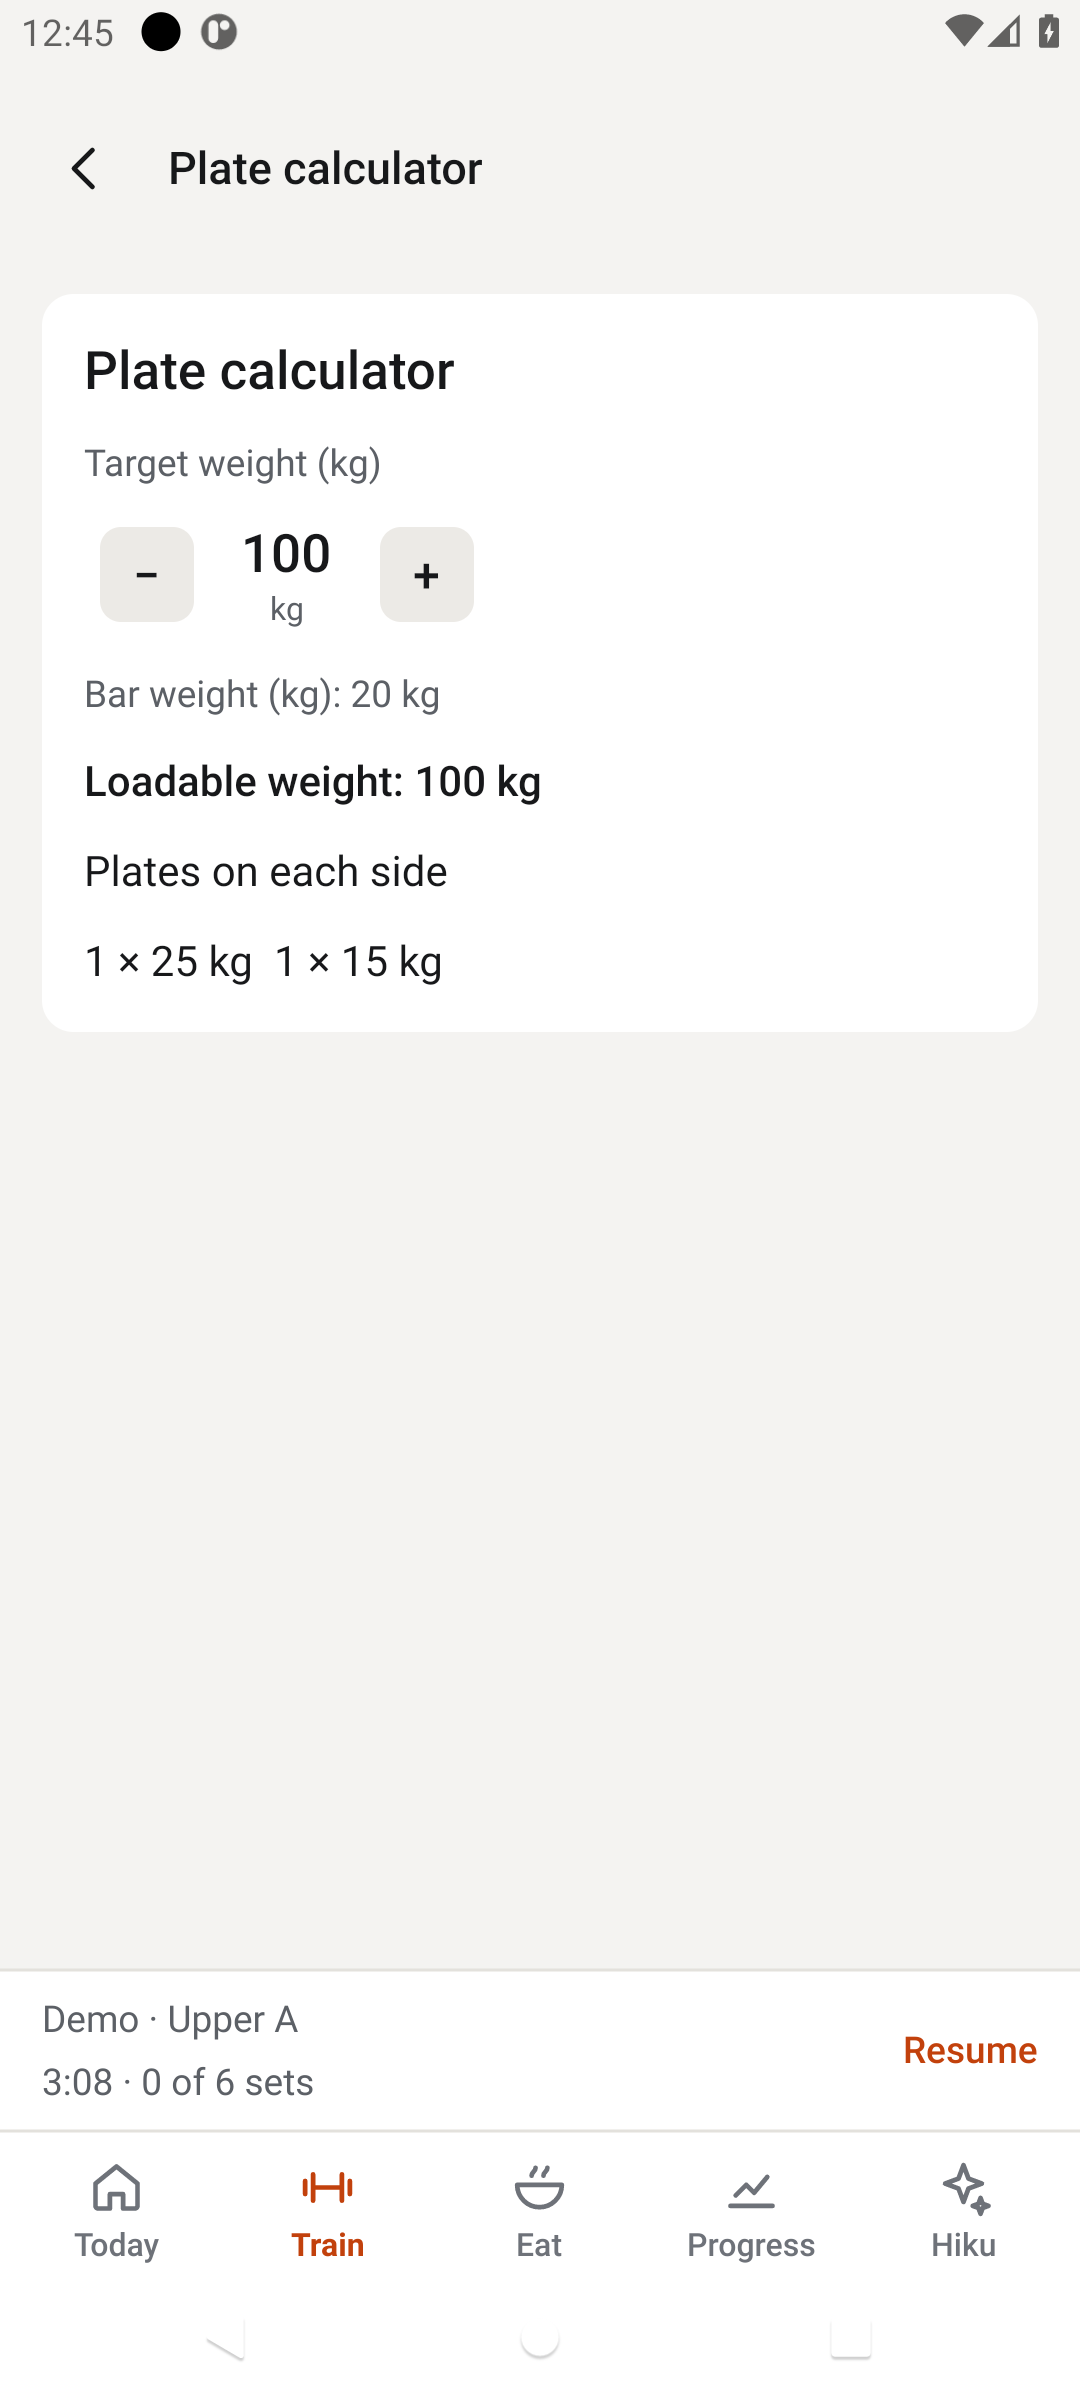 12:45
Plate calculator
Plate calculator
Target weight (kg)
− 100 +
kg
Bar weight (kg): 20 kg
Loadable weight: 100 kg
Plates on each side
1 × 25 kg 1 × 15 kg
Demo · Upper A
3:08 · 0 of 6 sets
Resume
Today Train Eat Progress Hiku